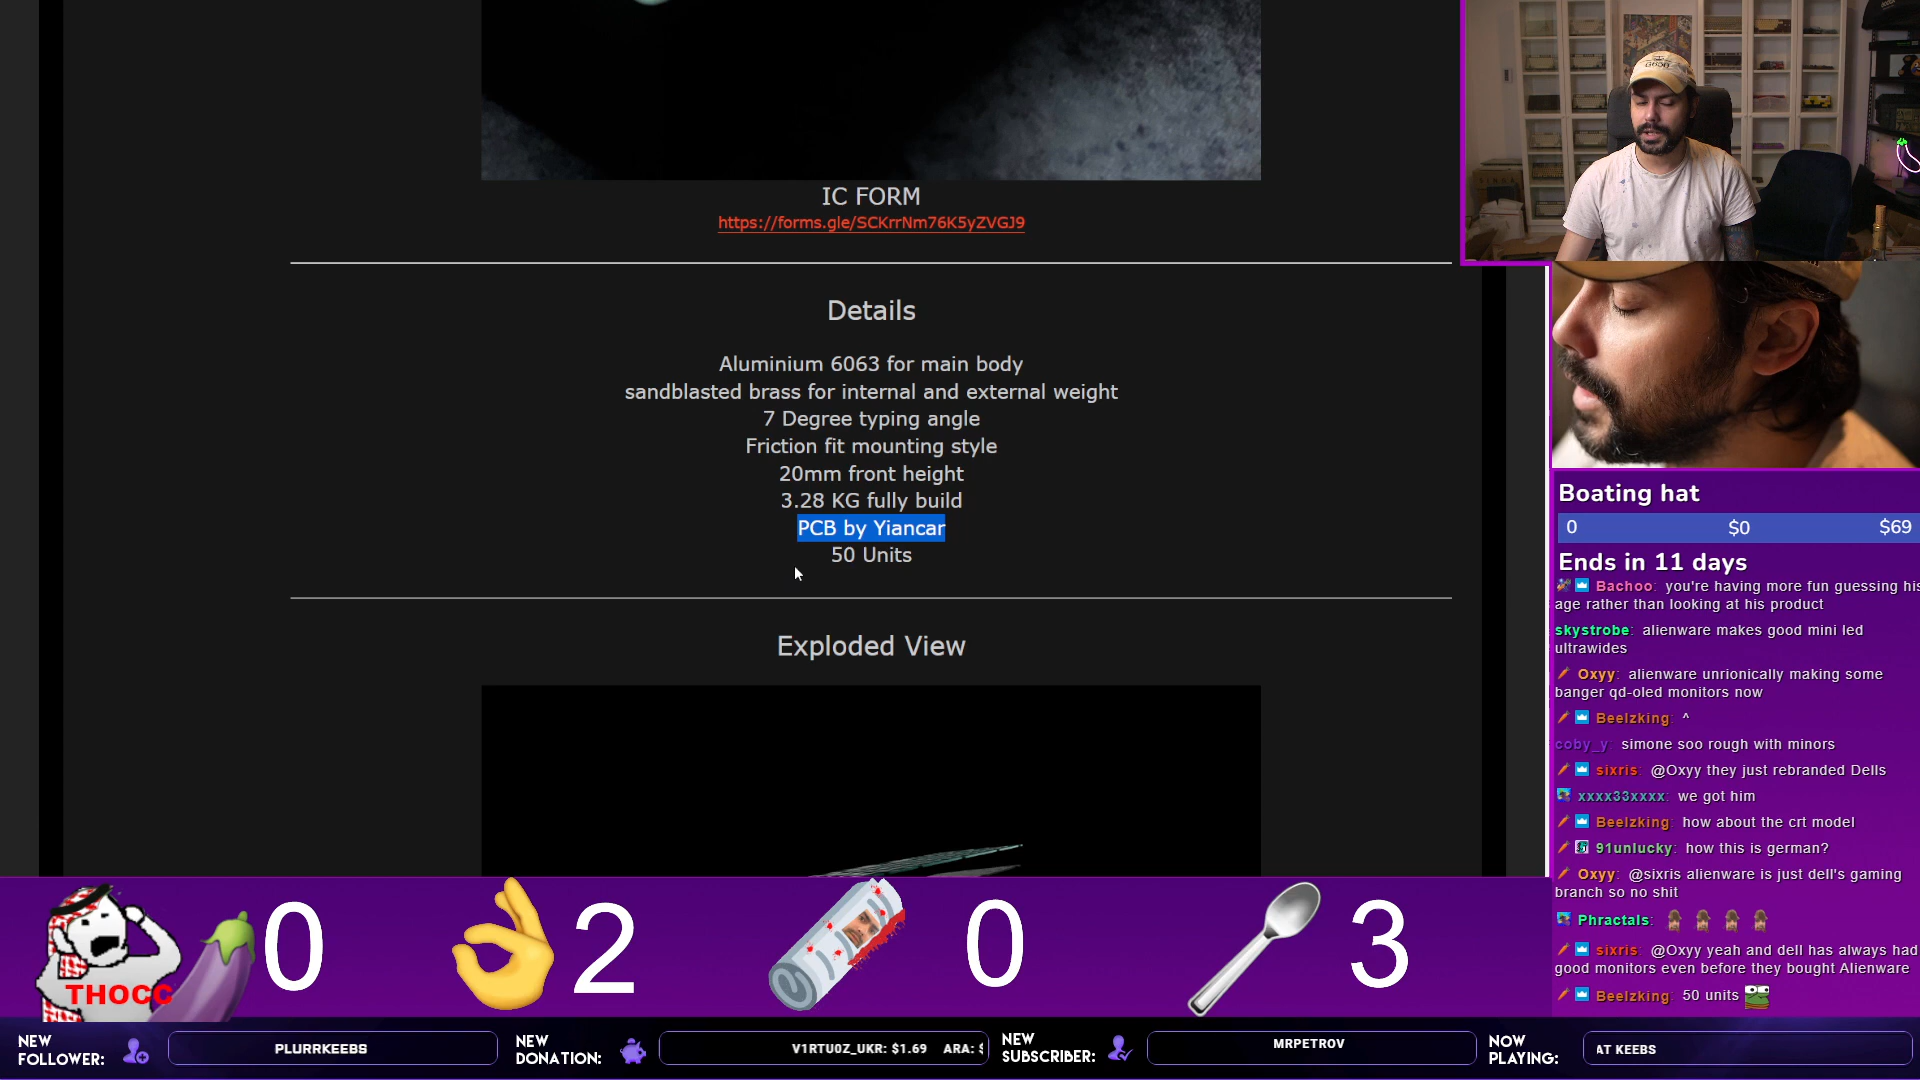 IC FORM
https://forms.gle/SCKrrNm76K5yZVGJ9
Details
Aluminium 6063 for main body
sandblasted brass for internal and external weight
7 Degree typing angle
Friction fit mounting style
20mm front height
3.28 KG fully build
PCB by Yiancar
50 Units
Exploded View
Boating hat
0 $0 $69
Ends in 11 days
Bachoo: you're having more fun guessing his
age rather than looking at his product
skystrobe: alienware makes good mini led
ultrawides
Oxyy: alienware unrionically making some
banger qd-oled monitors now
Beelzking: ^
coby_y: simone soo rough with minors
sixris: @Oxyy they just rebranded Dells
xxxx33xxxx: we got him
Beelzking: how about the crt model
91unlucky: how this is german?
Oxyy: @sixris alienware is just dell's gaming
branch so no shit
Phractals:
sixris: @Oxyy yeah and dell has always had
good monitors even before they bought Alienware
Beelzking: 50 units
THOCC 0 2 0 3
NEW
FOLLOWER:
PLURRKEEBS
NEW
DONATION:
V1RTU0Z_UKR: $1.69 ARA: $
NEW
SUBSCRIBER:
MRPETROV
NOW
PLAYING:
AT KEEBS